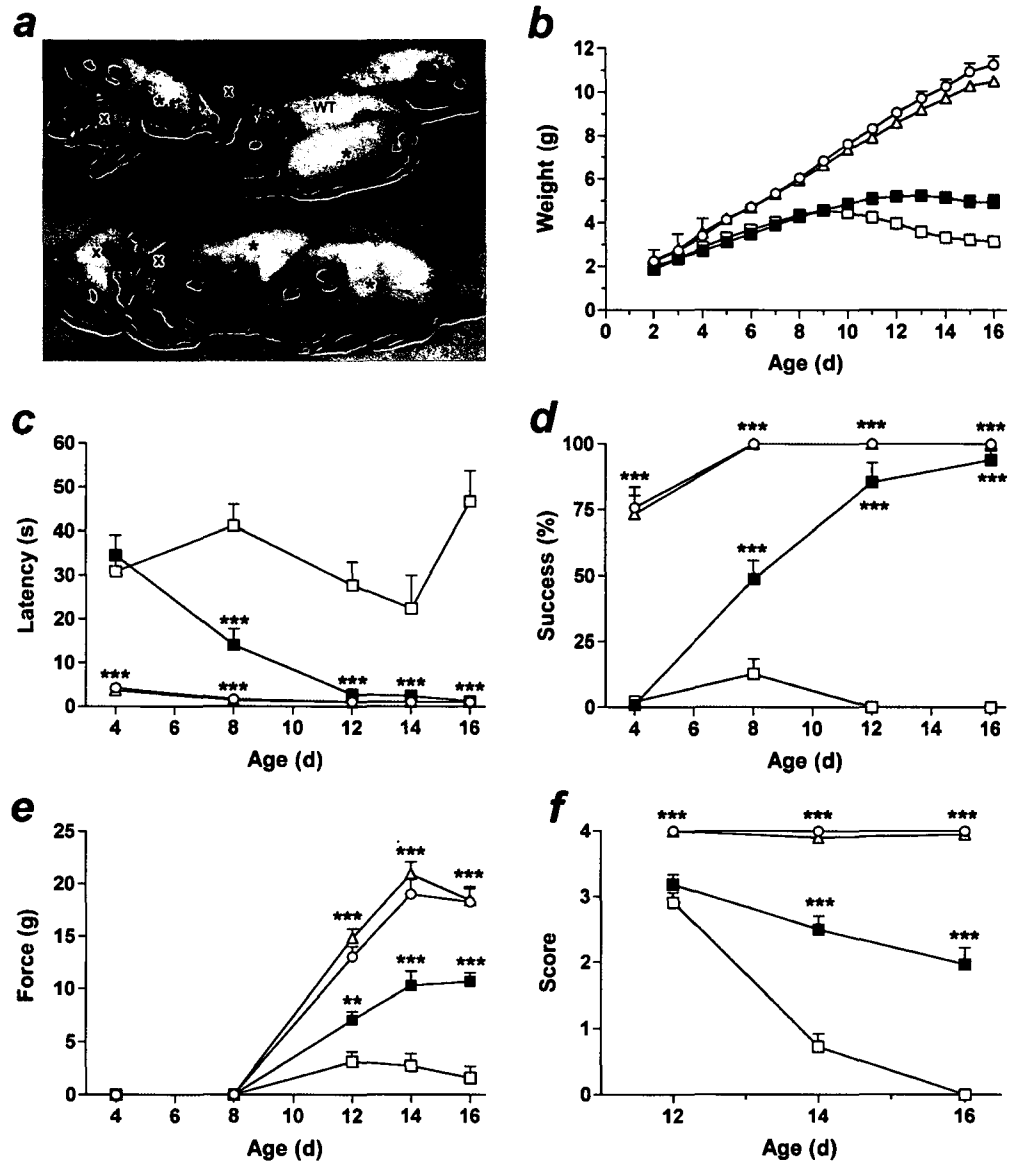 a
* x *
x WT
*
x * *
x
b
Weight (g)
12
10
8
6
4
2
0
0 2 4 6 8 10 12 14 16
Age (d)
c
Latency (s)
60
50
40
30
20
10
0
*** *** *** *** *** ***
4 6 8 10 12 14 16
Age (d)
d
Success (%)
100
75
50
25
0
*** *** *** ***
*** *** ***
4 6 8 10 12 14 16
Age (d)
e
Force (g)
25
20
15
10
5
0
*** *** ***
** *** ***
4 6 8 10 12 14 16
Age (d)
f
Score
4
3
2
1
0
*** *** ***
*** ***
12 14 16
Age (d)